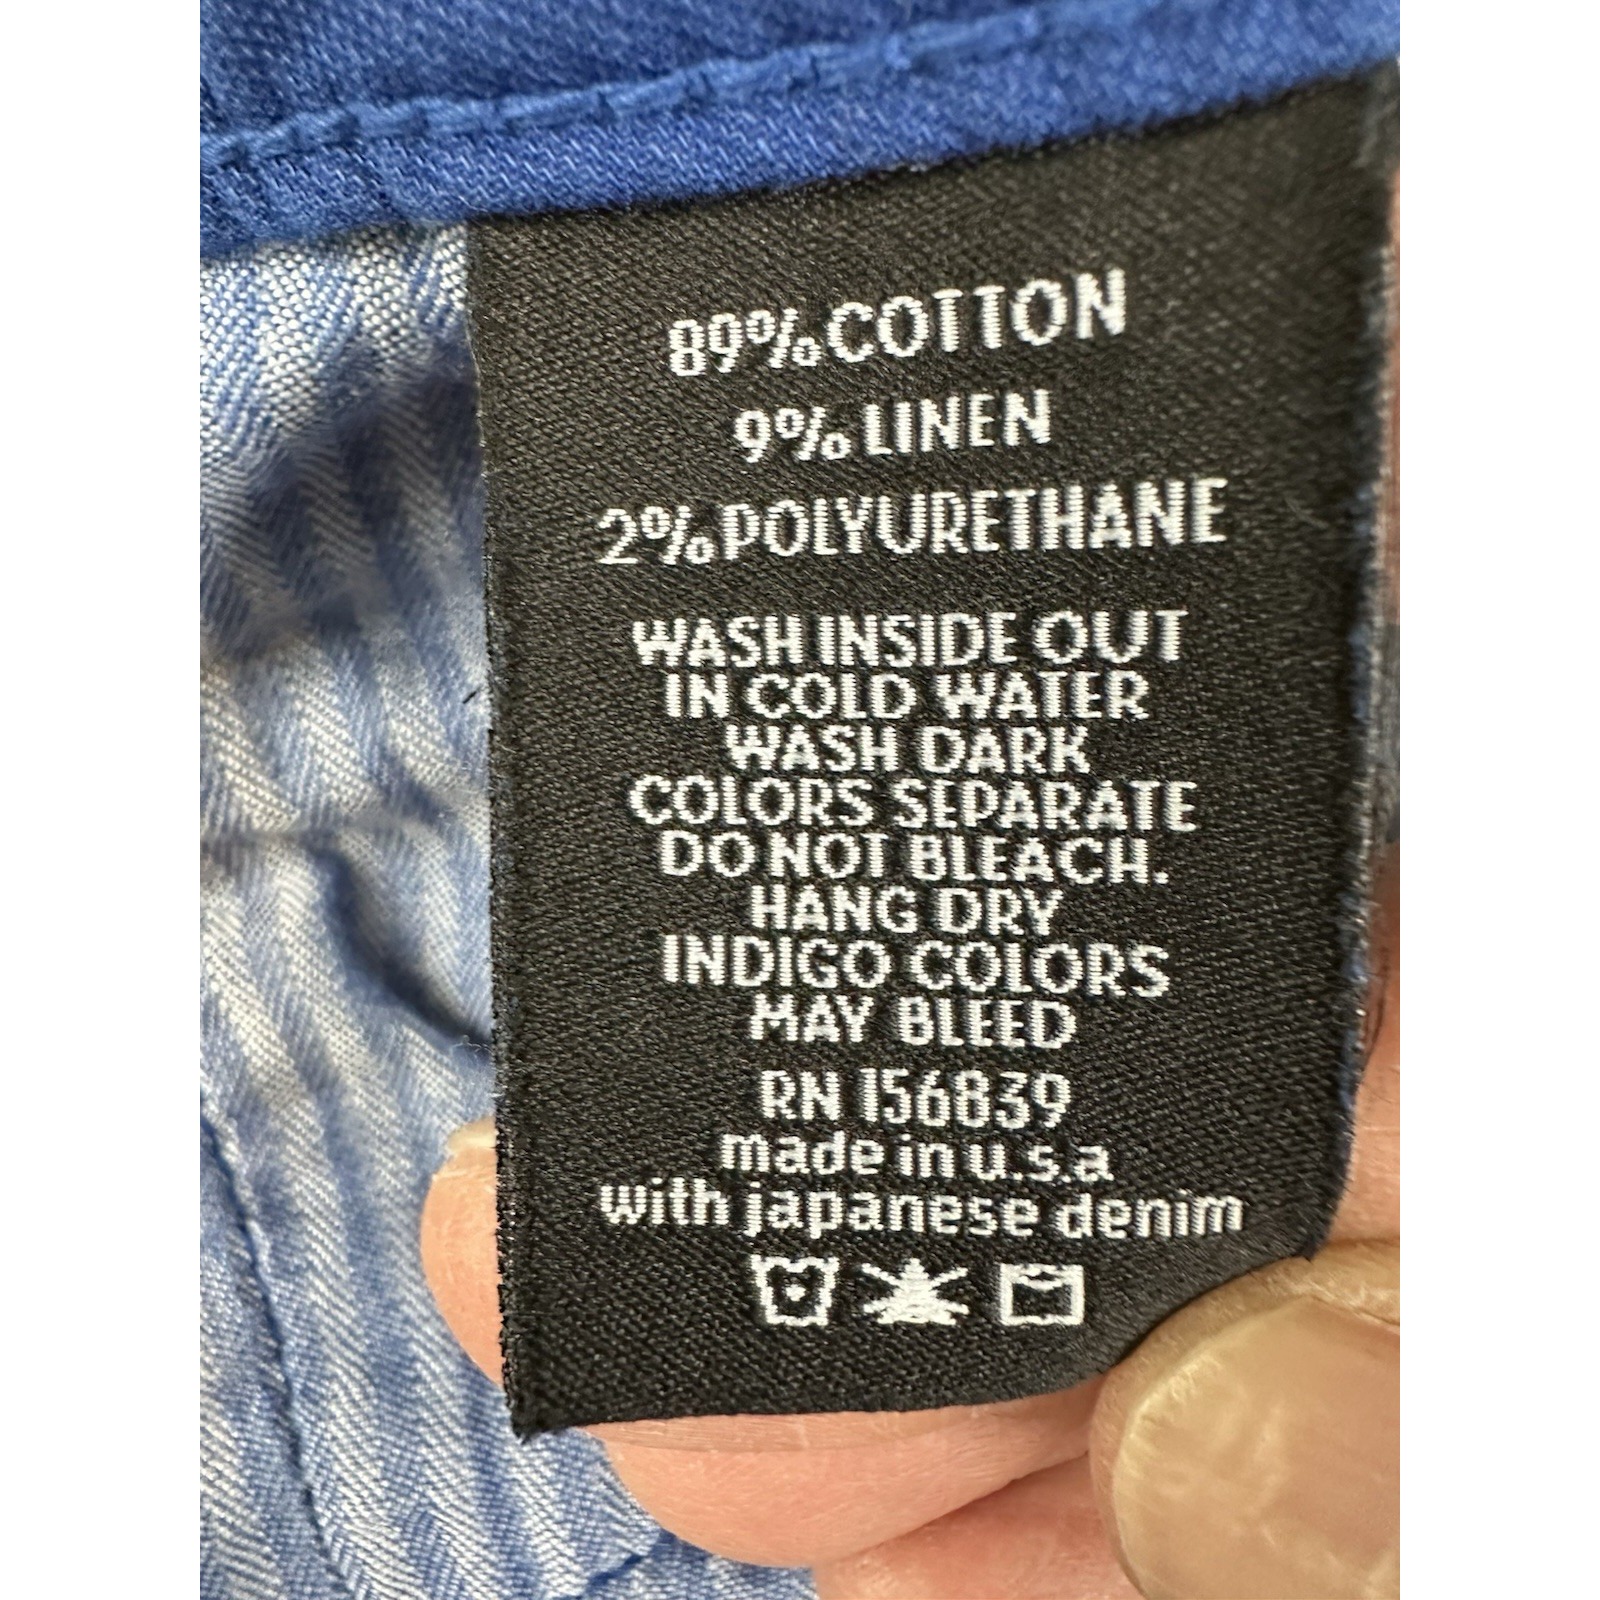 89% COTTON
9% LINEN
2% POLYURETHANE
WASH INSIDE OUT
IN COLD WATER
WASH DARK
COLORS SEPARATE
DO NOT BLEACH.
HANG DRY
INDIGO COLORS
MAY BLEED
RN 156839
made in u.s.a
with japanese denim